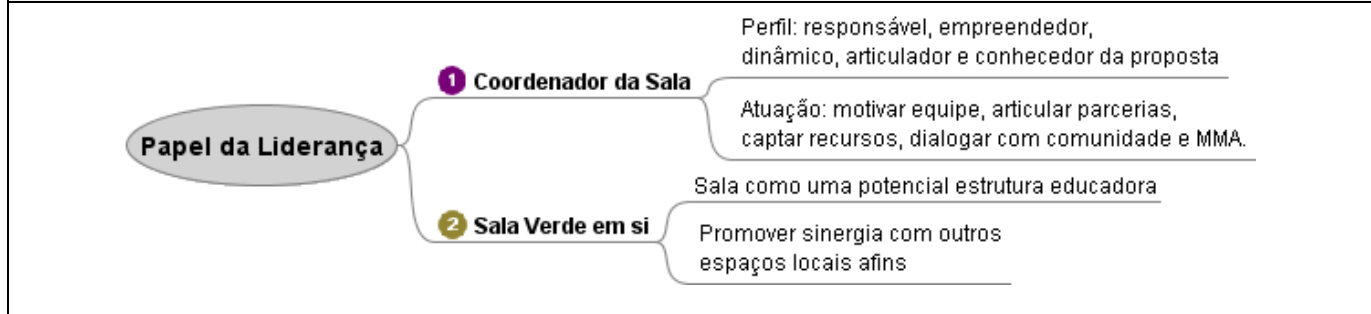 Papel da Liderança
1 Coordenador da Sala
Perfil: responsável, empreendedor,
dinâmico, articulador e conhecedor da proposta
Atuação: motivar equipe, articular parcerias,
captar recursos, dialogar com comunidade e MMA.
2 Sala Verde em si
Sala como uma potencial estrutura educadora
Promover sinergia com outros
espaços locais afins